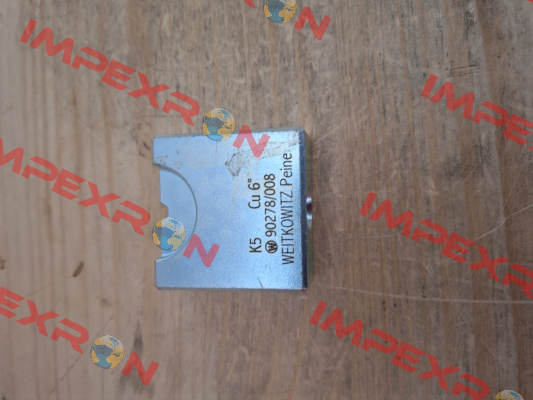 K5 Cu 6"
W 90278/008
WEITKOWITZ Peine
IMPEXRON
IMPEXRON
IMPEXRON
IMPEXRON
IMPEXRON
IMPEXRON